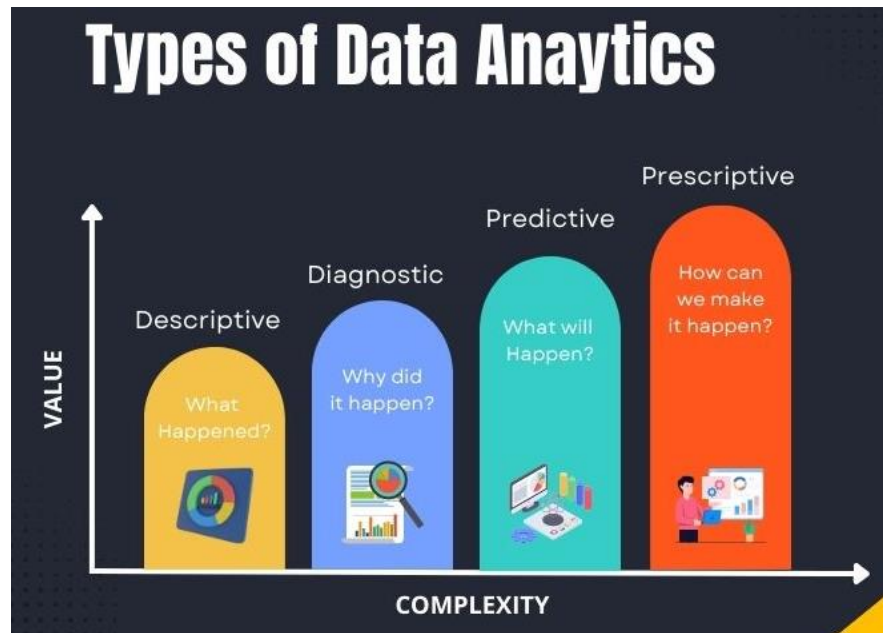 Types of Data Anaytics
Prescriptive
Predictive
Diagnostic
Descriptive
How can
we make
it happen?
What will
Happen?
Why did
it happen?
What
Happened?
VALUE
COMPLEXITY